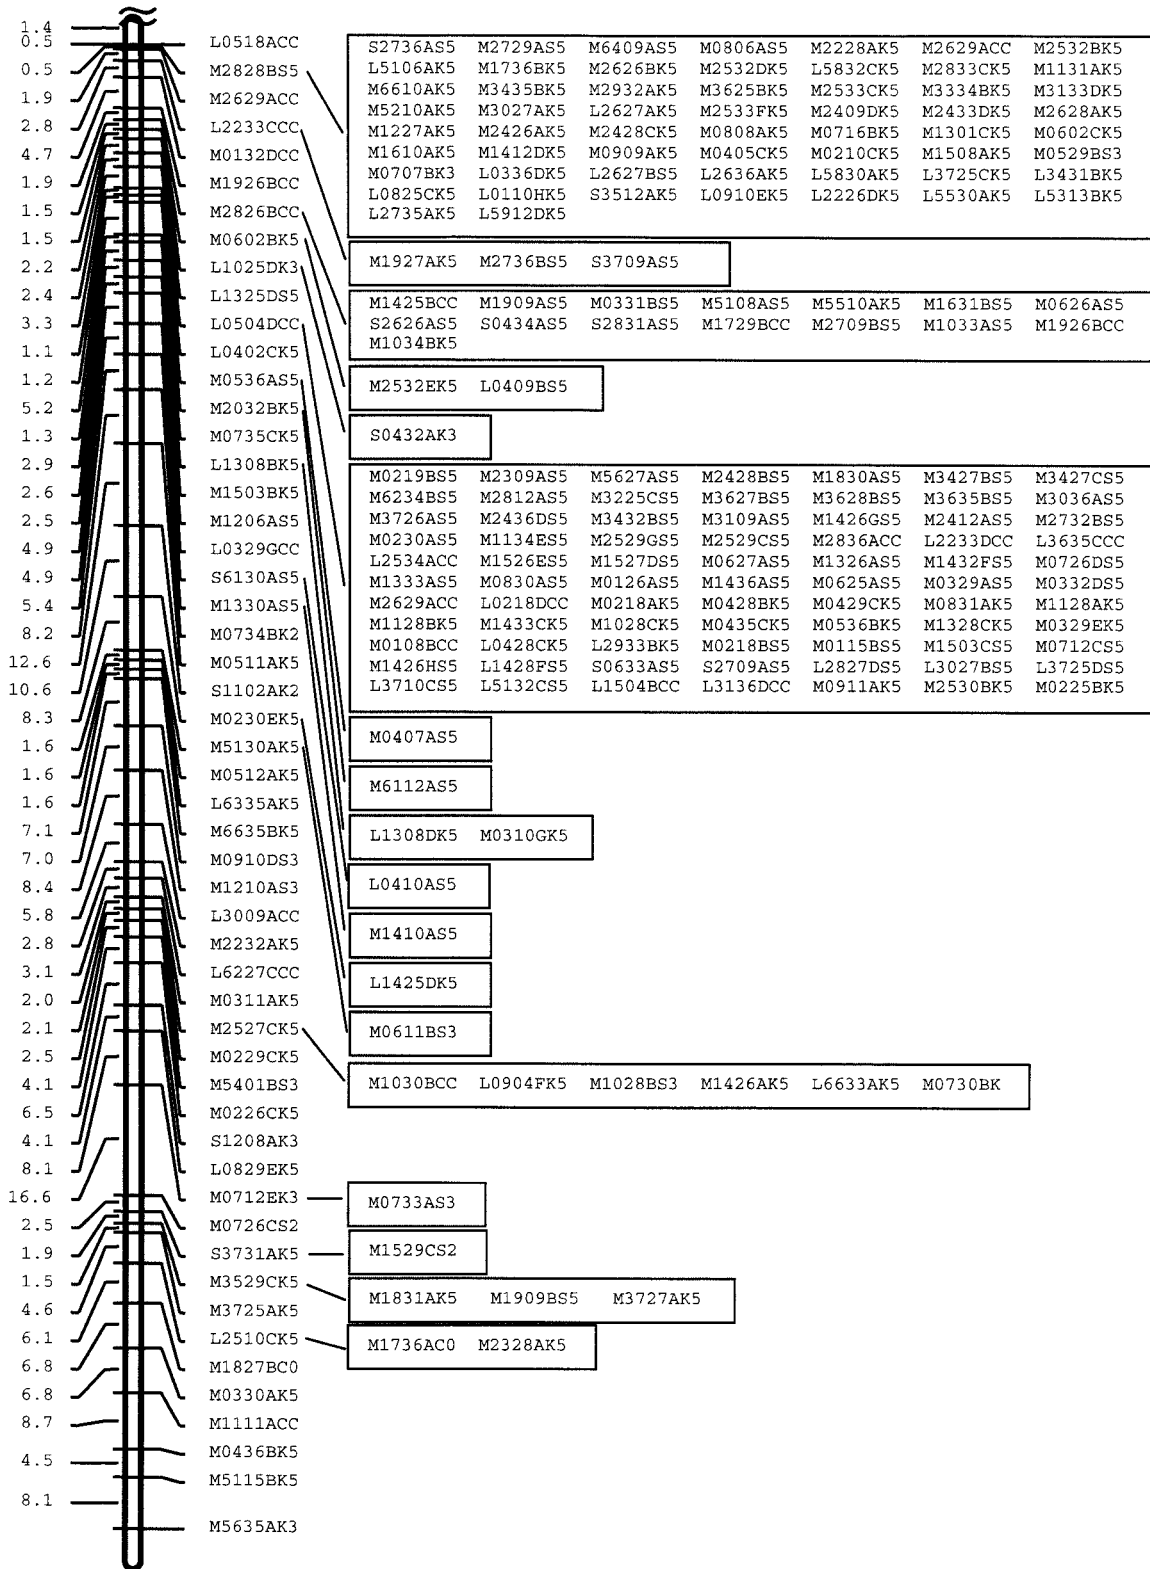 1.4
0.5
0.5
1.9
2.8
4.7
1.9
1.5
1.5
2.2
2.4
3.3
1.1
1.2
5.2
1.3
2.9
2.6
2.5
4.9
4.9
5.4
8.2
12.6
10.6
8.3
1.6
1.6
1.6
7.1
7.0
8.4
5.8
2.8
3.1
2.0
2.1
2.5
4.1
6.5
4.1
8.1
16.6
2.5
1.9
1.5
4.6
6.1
6.8
6.8
8.7
4.5
8.1
L0518ACC
M2828BS5
M2629ACC
L2233CCC
M0132DCC
M1926BCC
M2826BCC
M0602BK5
L1025DK3
L1325DS5
L0504DCC
L0402CK5
M0536AS5
M2032BK5
M0735CK5
L1308BK5
M1503BK5
M1206AS5
L0329GCC
S6130AS5
M1330AS5
M0734BK2
M0511AK5
S1102AK2
M0230EK5
M5130AK5
M0512AK5
L6335AK5
M6635BK5
M0910DS3
M1210AS3
L3009ACC
M2232AK5
L6227CCC
M0311AK5
M2527CK5
M0229CK5
M5401BS3
M0226CK5
S1208AK3
L0829EK5
M0712EK3
M0726CS2
S3731AK5
M3529CK5
M3725AK5
L2510CK5
M1827BC0
M0330AK5
M1111ACC
M0436BK5
M5115BK5
M5635AK3
S2736AS5 M2729AS5 M6409AS5 M0806AS5 M2228AK5 M2629ACC M2532BK5
L5106AK5 M1736BK5 M2626BK5 M2532DK5 L5832CK5 M2833CK5 M1131AK5
M6610AK5 M3435BK5 M2932AK5 M3625BK5 M2533CK5 M3334BK5 M3133DK5
M5210AK5 M3027AK5 L2627AK5 M2533FK5 M2409DK5 M2433DK5 M2628AK5
M1227AK5 M2426AK5 M2428CK5 M0808AK5 M0716BK5 M1301CK5 M0602CK5
M1610AK5 M1412DK5 M0909AK5 M0405CK5 M0210CK5 M1508AK5 M0529BS3
M0707BK3 L0336DK5 L2627BS5 L2636AK5 L5830AK5 L3725CK5 L3431BK5
L0825CK5 L0110HK5 S3512AK5 L0910EK5 L2226DK5 L5530AK5 L5313BK5
L2735AK5 L5912DK5
M1927AK5 M2736BS5 S3709AS5
M1425BCC M1909AS5 M0331BS5 M5108AS5 M5510AK5 M1631BS5 M0626AS5
S2626AS5 S0434AS5 S2831AS5 M1729BCC M2709BS5 M1033AS5 M1926BCC
M1034BK5
M2532EK5 L0409BS5
S0432AK3
M0219BS5 M2309AS5 M5627AS5 M2428BS5 M1830AS5 M3427BS5 M3427CS5
M6234BS5 M2812AS5 M3225CS5 M3627BS5 M3628BS5 M3635BS5 M3036AS5
M3726AS5 M2436DS5 M3432BS5 M3109AS5 M1426GS5 M2412AS5 M2732BS5
M0230AS5 M1134ES5 M2529GS5 M2529CS5 M2836ACC L2233DCC L3635CCC
L2534ACC M1526ES5 M1527DS5 M0627AS5 M1326AS5 M1432FS5 M0726DS5
M1333AS5 M0830AS5 M0126AS5 M1436AS5 M0625AS5 M0329AS5 M0332DS5
M2629ACC L0218DCC M0218AK5 M0428BK5 M0429CK5 M0831AK5 M1128AK5
M1128BK5 M1433CK5 M1028CK5 M0435CK5 M0536BK5 M1328CK5 M0329EK5
M0108BCC L0428CK5 L2933BK5 M0218BS5 M0115BS5 M1503CS5 M0712CS5
M1426HS5 L1428FS5 S0633AS5 S2709AS5 L2827DS5 L3027BS5 L3725DS5
L3710CS5 L5132CS5 L1504BCC L3136DCC M0911AK5 M2530BK5 M0225BK5
M0407AS5
M6112AS5
L1308DK5 M0310GK5
L0410AS5
M1410AS5
L1425DK5
M0611BS3
M1030BCC L0904FK5 M1028BS3 M1426AK5 L6633AK5 M0730BK
M0733AS3
M1529CS2
M1831AK5 M1909BS5 M3727AK5
M1736AC0 M2328AK5